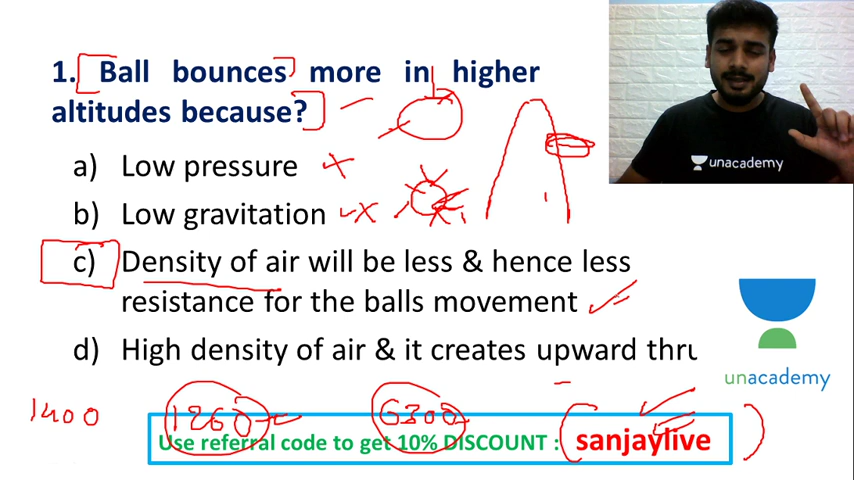 1. Ball bounces more in higher
altitudes because?
a) Low pressure
b) Low gravitation
c) Density of air will be less & hence less
resistance for the balls movement
d) High density of air & it creates upward thru
unacademy
unacademy
1400
1260
6300
Use referral code to get 10% DISCOUNT : sanjaylive